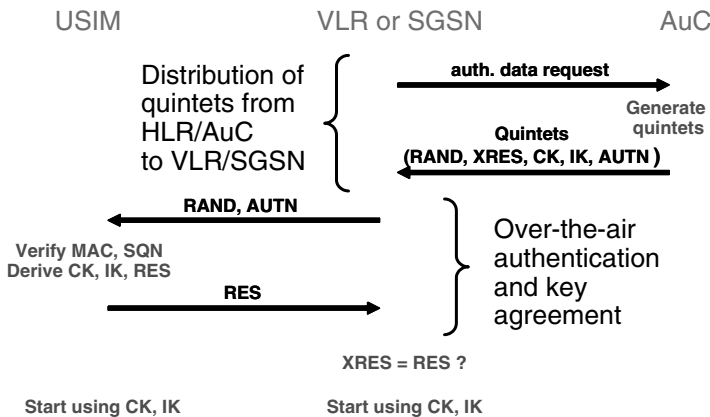 USIM
VLR or SGSN
AuC
Distribution of
quintets from
HLR/AuC
to VLR/SGSN
auth. data request
Generate
quintets
Quintets
(RAND, XRES, CK, IK, AUTN )
RAND, AUTN
Verify MAC, SQN
Derive CK, IK, RES
Over-the-air
authentication
and key
agreement
RES
XRES = RES ?
Start using CK, IK
Start using CK, IK